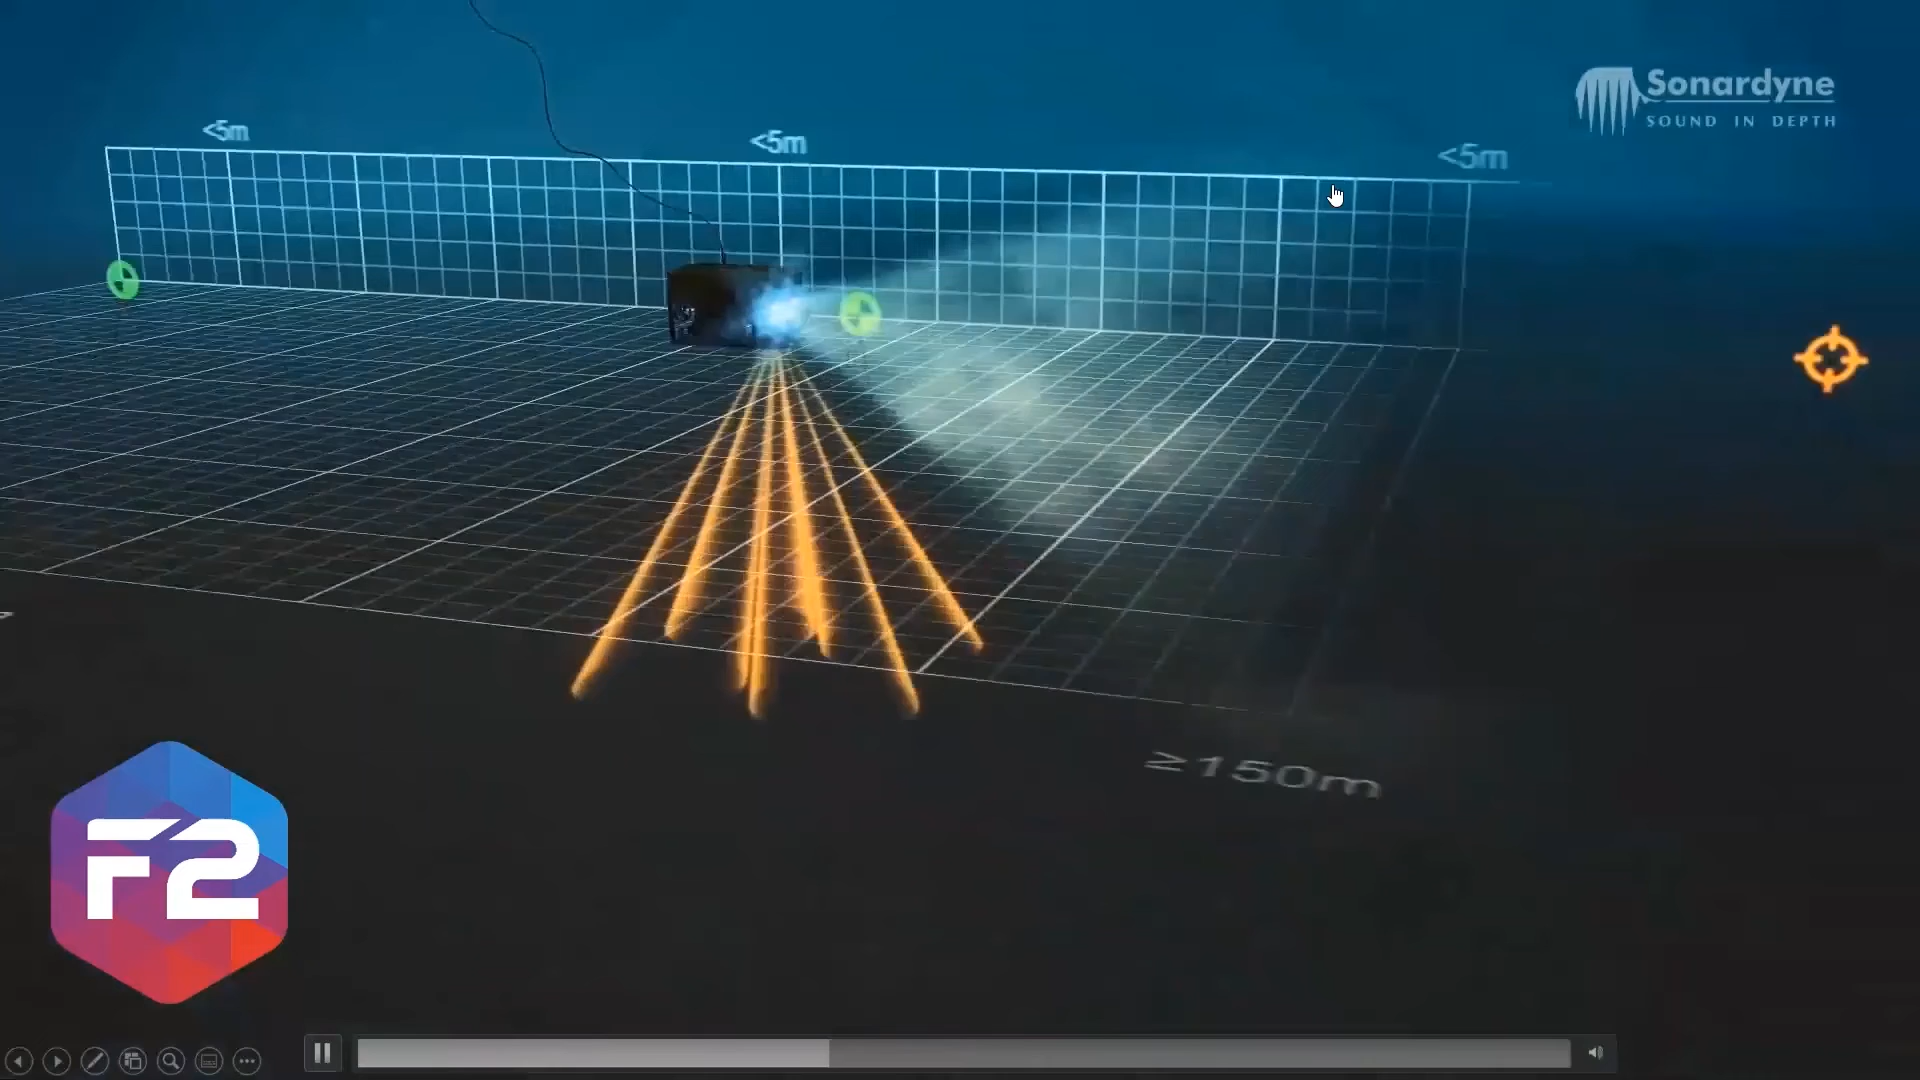 Sonardyne
SOUND IN DEPTH
<5m
<5m
<5m
≥150m
F2